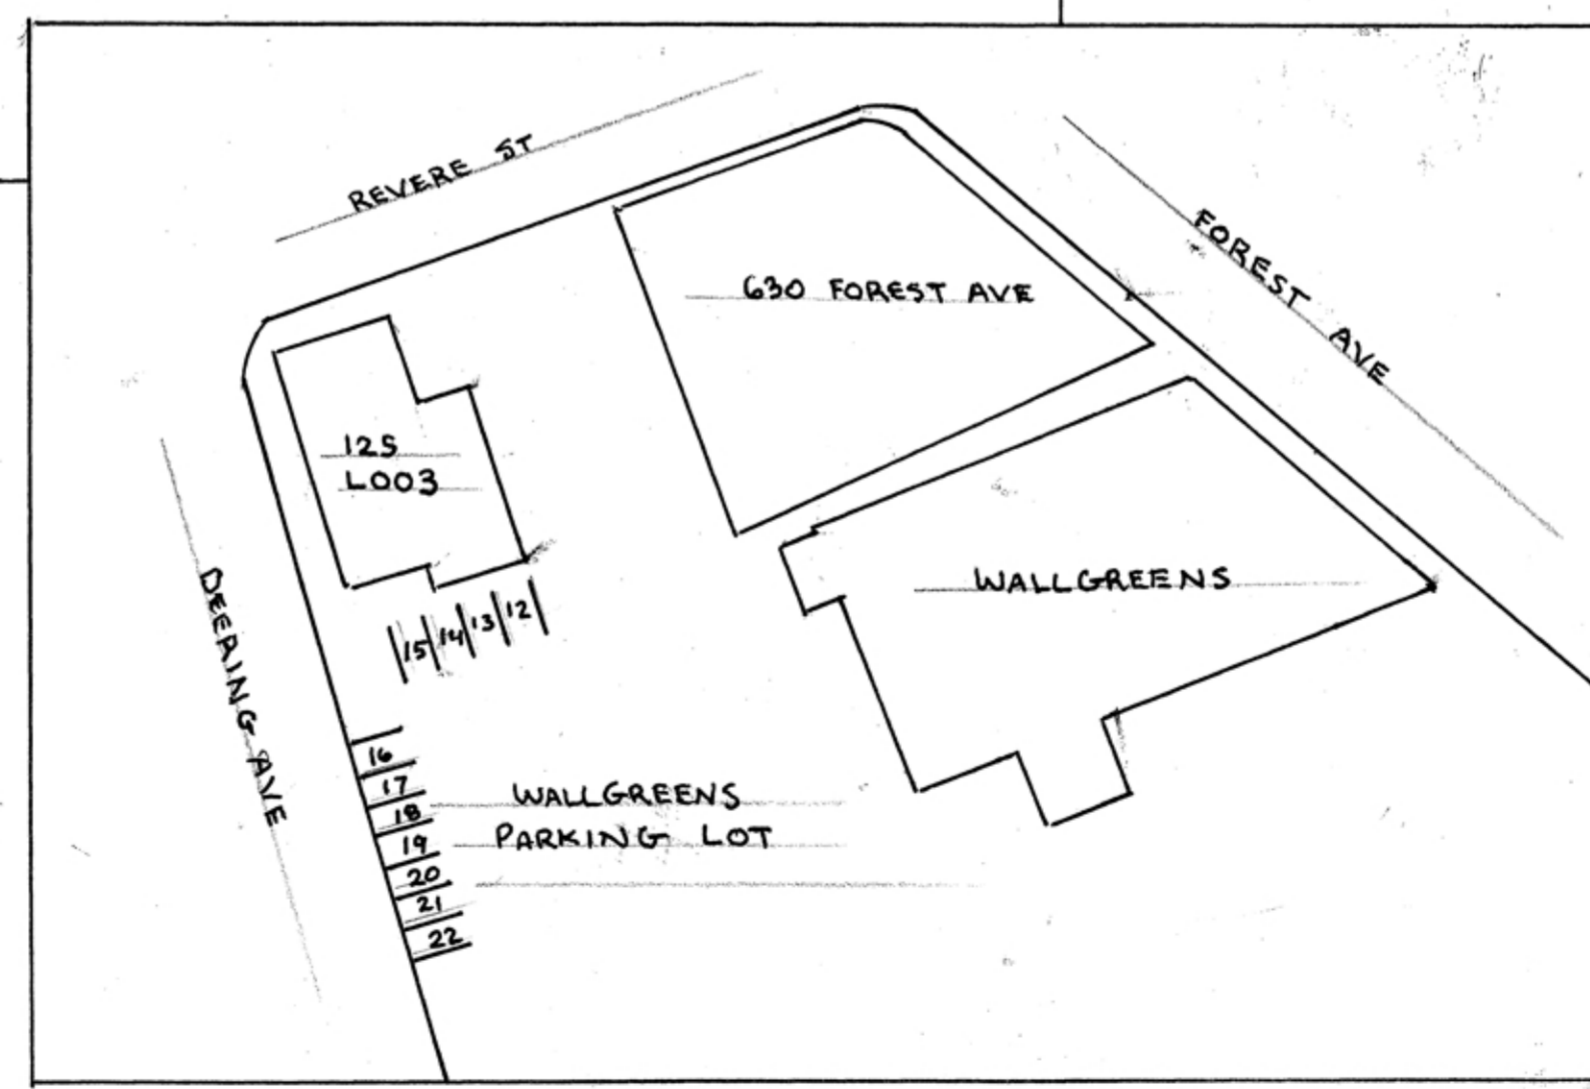 REVERE ST
FOREST AVE
630 FOREST AVE
125
L003
WALLGREENS
DEERING AVE
15 14 13 12
16
17
18
19
20
21
22
WALLGREENS
PARKING LOT